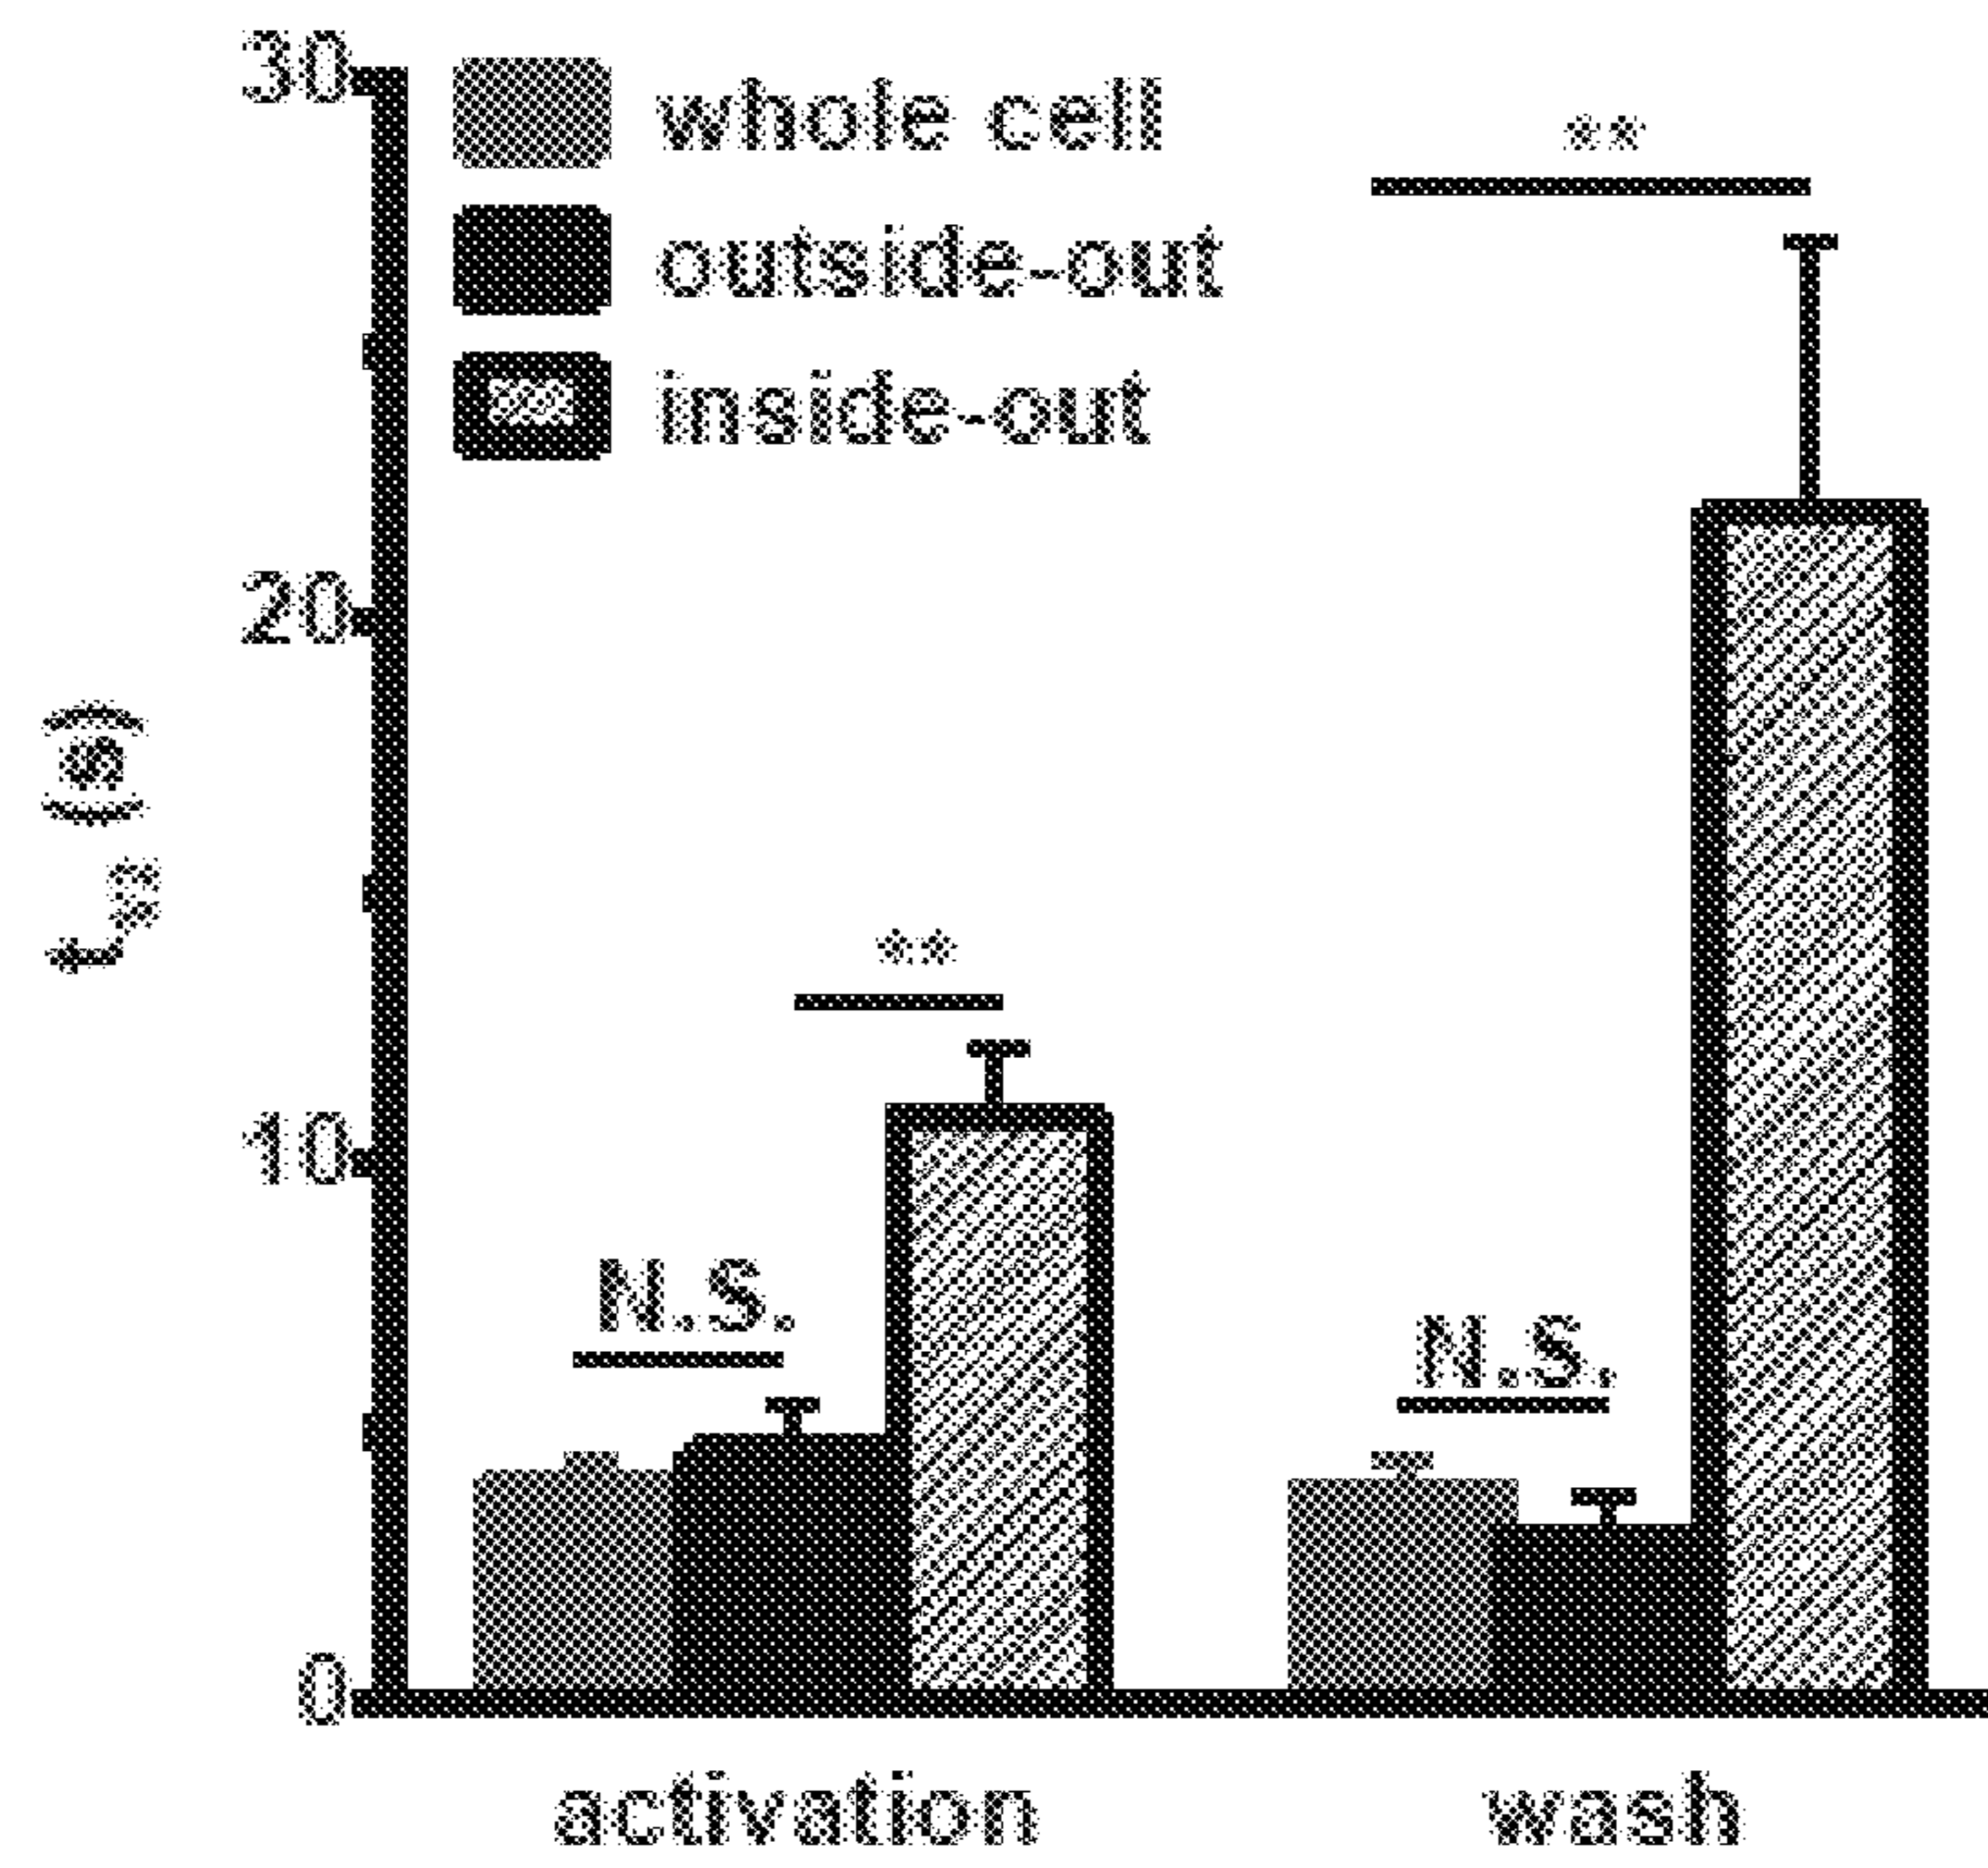 30
whole cell
**
outside-out
inside-out
20
(s)
**
10
N.S.
N.S.
0
activation
wash